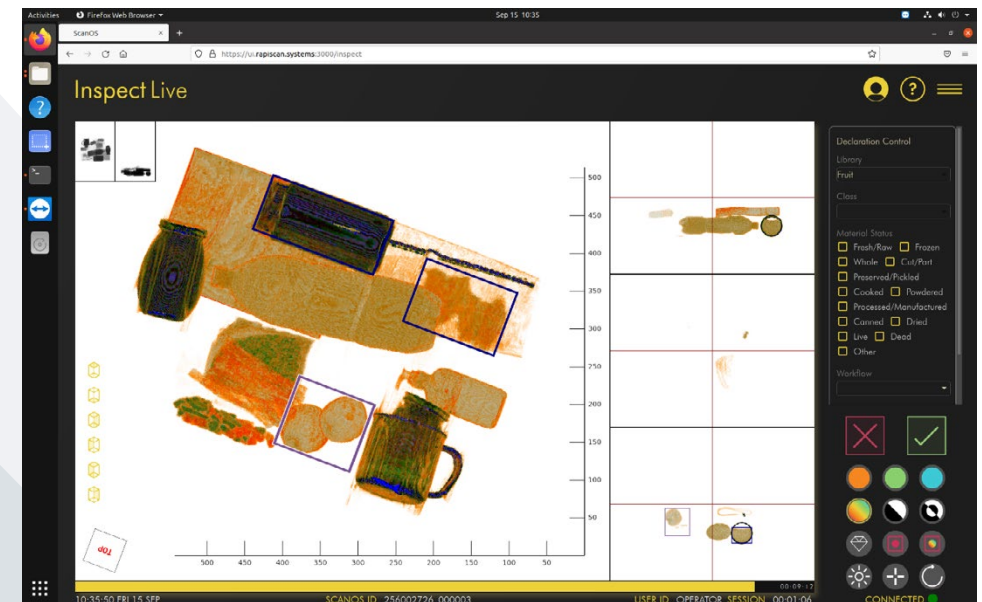 Activities Firefox Web Browser Sep 15 10:35
ScanOS × +
https://ui.rapiscan.systems:3000/inspect
Inspect Live
?
Declaration Control
Library
Fruit
Class
Material Status
Fresh/Raw Frozen
Whole Cut/Part
Preserved/Pickled
Cooked Powdered
Processed/Manufactured
Canned Dried
Live Dead
Other
Workflow
500
450
400
350
300
250
200
150
100
50
500 450 400 350 300 250 200 150 100 50
TOP
00:09:12
10:35:50 FRI 15 SEP SCANOS ID 256002726_000003 USER ID OPERATOR SESSION 00:01:06 CONNECTED